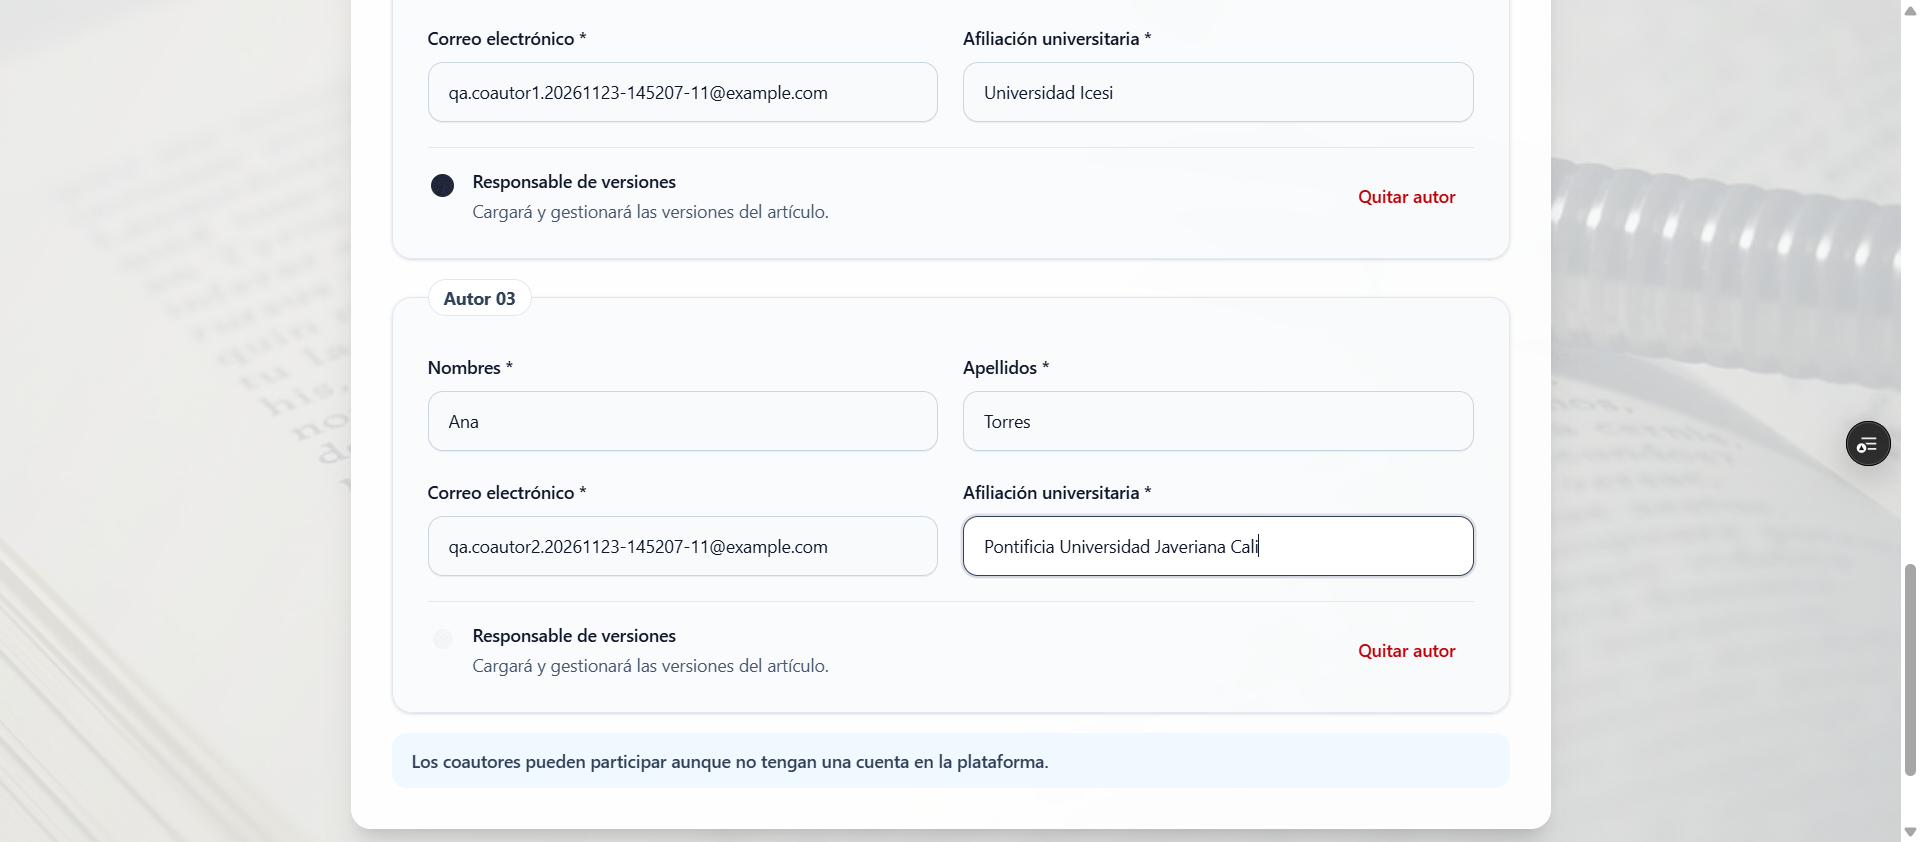 Correo electrónico *
Afiliación universitaria *
qa.coautor1.20261123-145207-11@example.com
Universidad Icesi
Responsable de versiones
Cargará y gestionará las versiones del artículo.
Quitar autor
Autor 03
Nombres *
Apellidos *
Ana
Torres
Correo electrónico *
Afiliación universitaria *
qa.coautor2.20261123-145207-11@example.com
Pontificia Universidad Javeriana Cali
Responsable de versiones
Cargará y gestionará las versiones del artículo.
Quitar autor
Los coautores pueden participar aunque no tengan una cuenta en la plataforma.